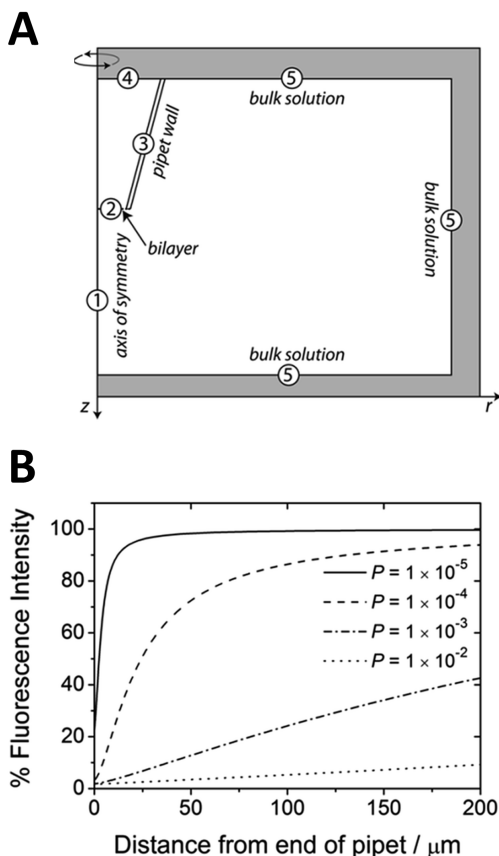 A
4
5
bulk solution
3
pipet wall
2
bilayer
5
bulk solution
1
axis of symmetry
bulk solution
5
z
r
B
% Fluorescence Intensity
100
80
60
40
20
0
P = 1 × 10⁻⁵
P = 1 × 10⁻⁴
P = 1 × 10⁻³
P = 1 × 10⁻²
0 50 100 150 200
Distance from end of pipet / μm